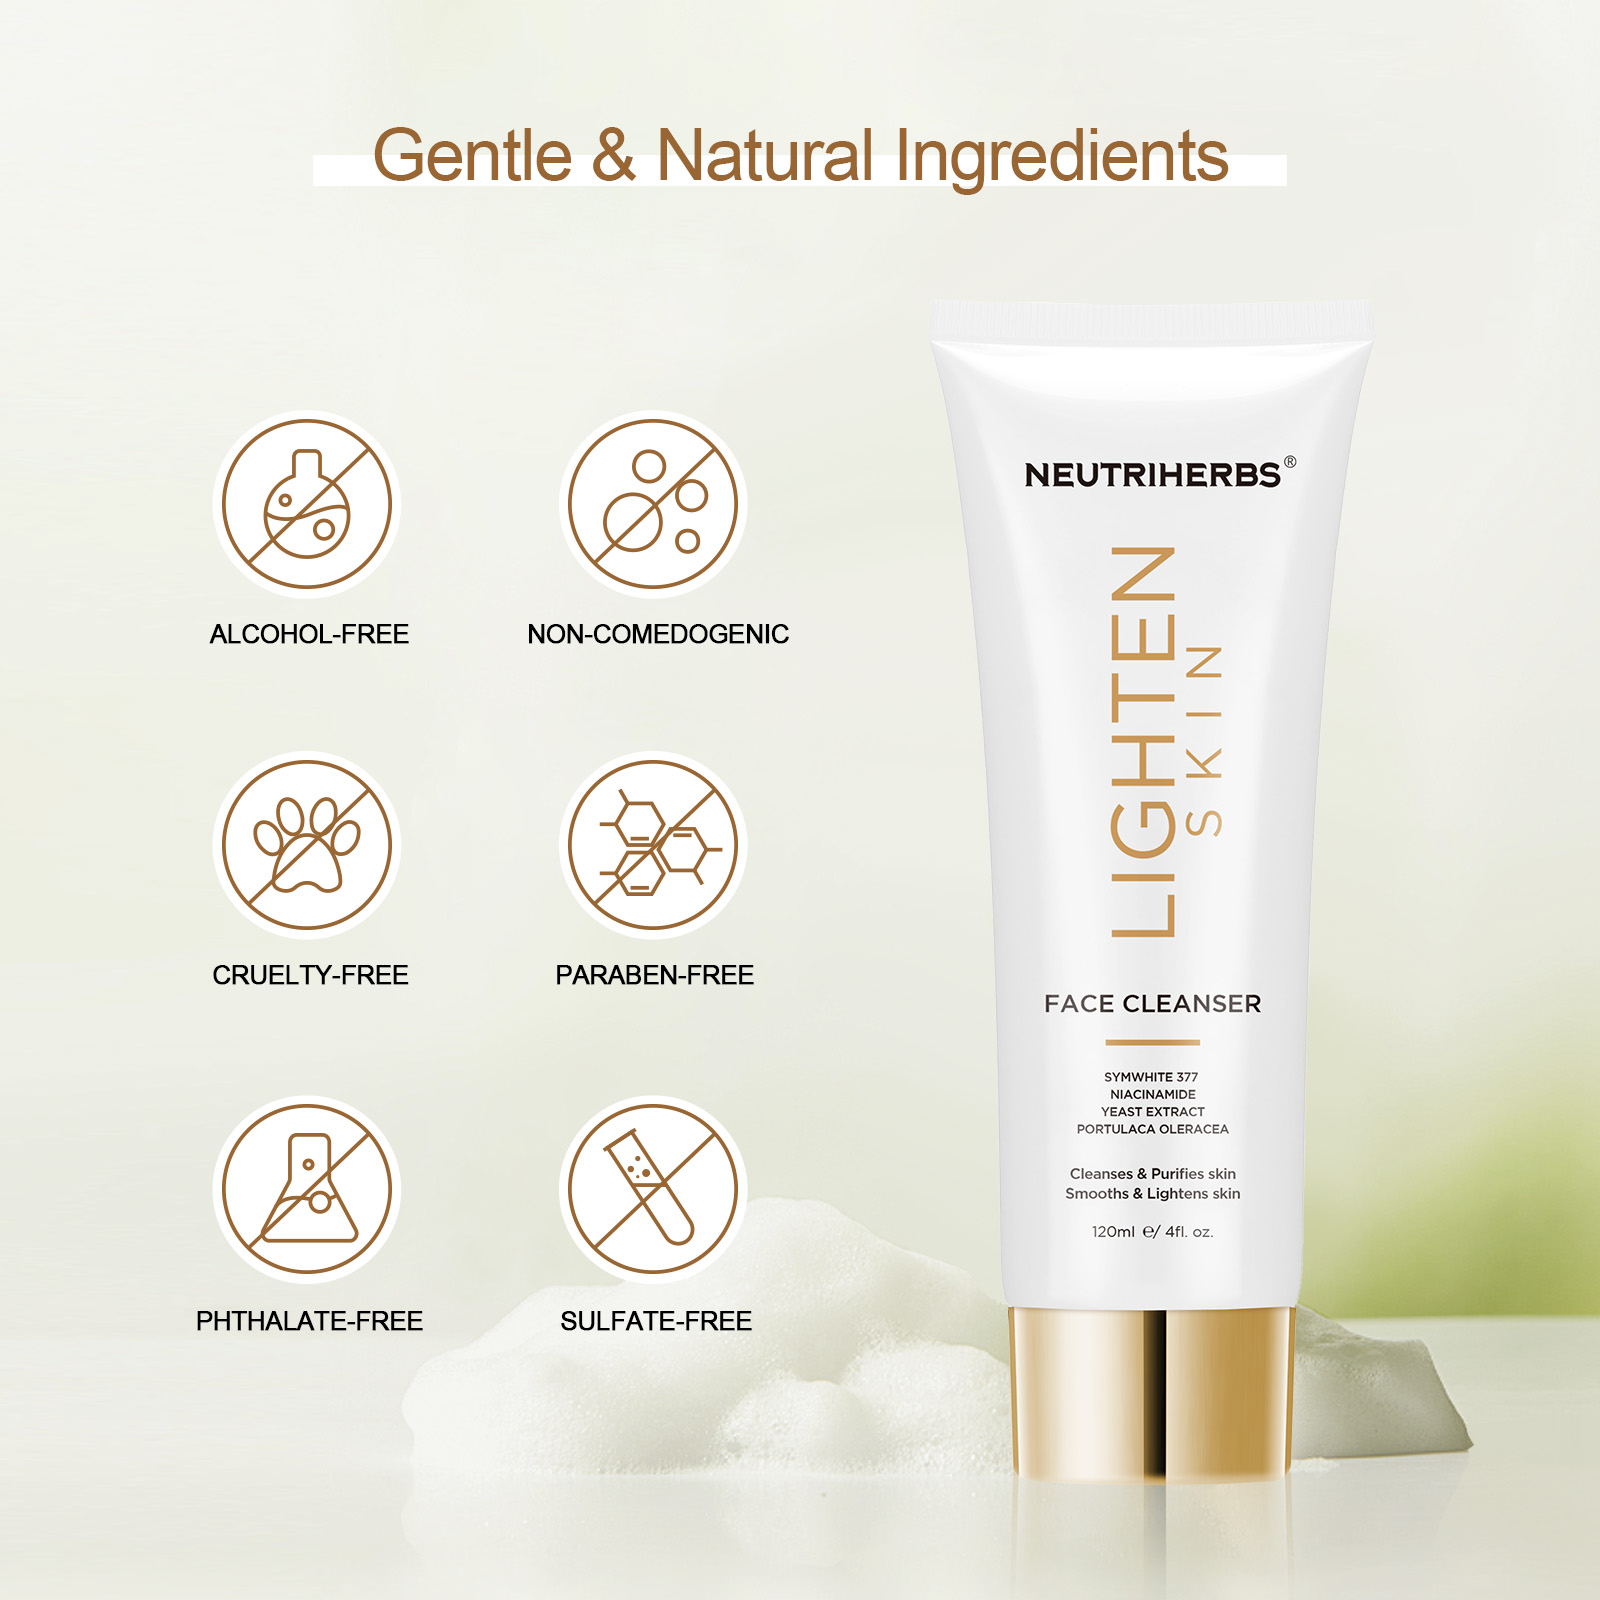 Gentle & Natural Ingredients
ALCOHOL-FREE
NON-COMEDOGENIC
CRUELTY-FREE
PARABEN-FREE
PHTHALATE-FREE
SULFATE-FREE
NEUTRIHERBS®
LIGHTEN
SKIN
FACE CLEANSER
SYMWHITE 377
NIACINAMIDE
YEAST EXTRACT
PORTULACA OLERACEA
Cleanses & Purifies skin
Smooths & Lightens skin
120ml ℮/ 4fl. oz.